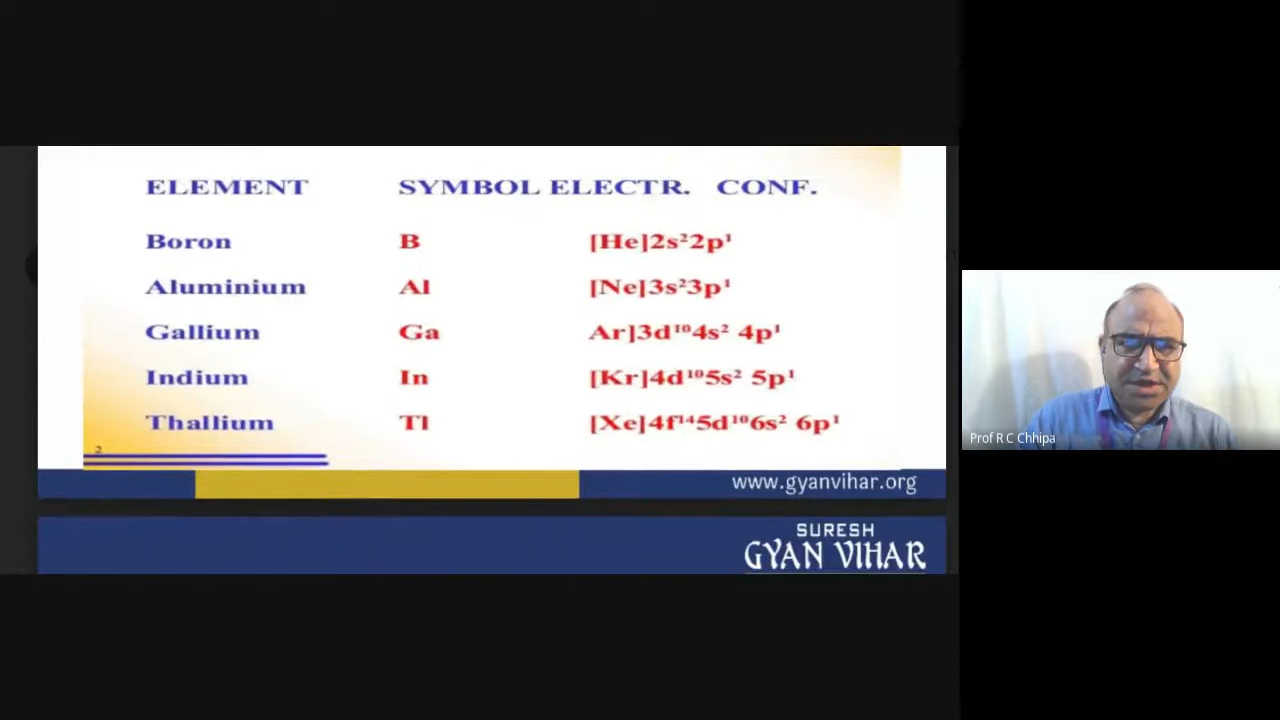 ELEMENT SYMBOL ELECTR. CONF.
Boron B [He]2s²2p¹
Aluminium Al [Ne]3s²3p¹
Gallium Ga Ar]3d¹⁰4s² 4p¹
Indium In [Kr]4d¹⁰5s² 5p¹
Thallium Tl [Xe]4f¹⁴5d¹⁰6s² 6p¹
2
www.gyanvihar.org
SURESH
GYAN VIHAR
Prof R C Chhipa